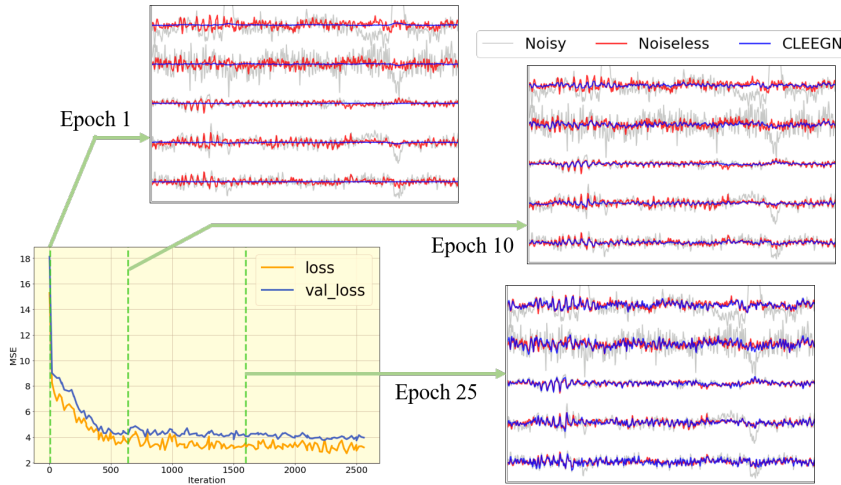 Noisy Noiseless CLEEGN
Epoch 1
Epoch 10
Epoch 25
loss
val_loss
MSE
18
16
14
12
10
8
6
4
2
0 500 1000 1500 2000 2500
Iteration